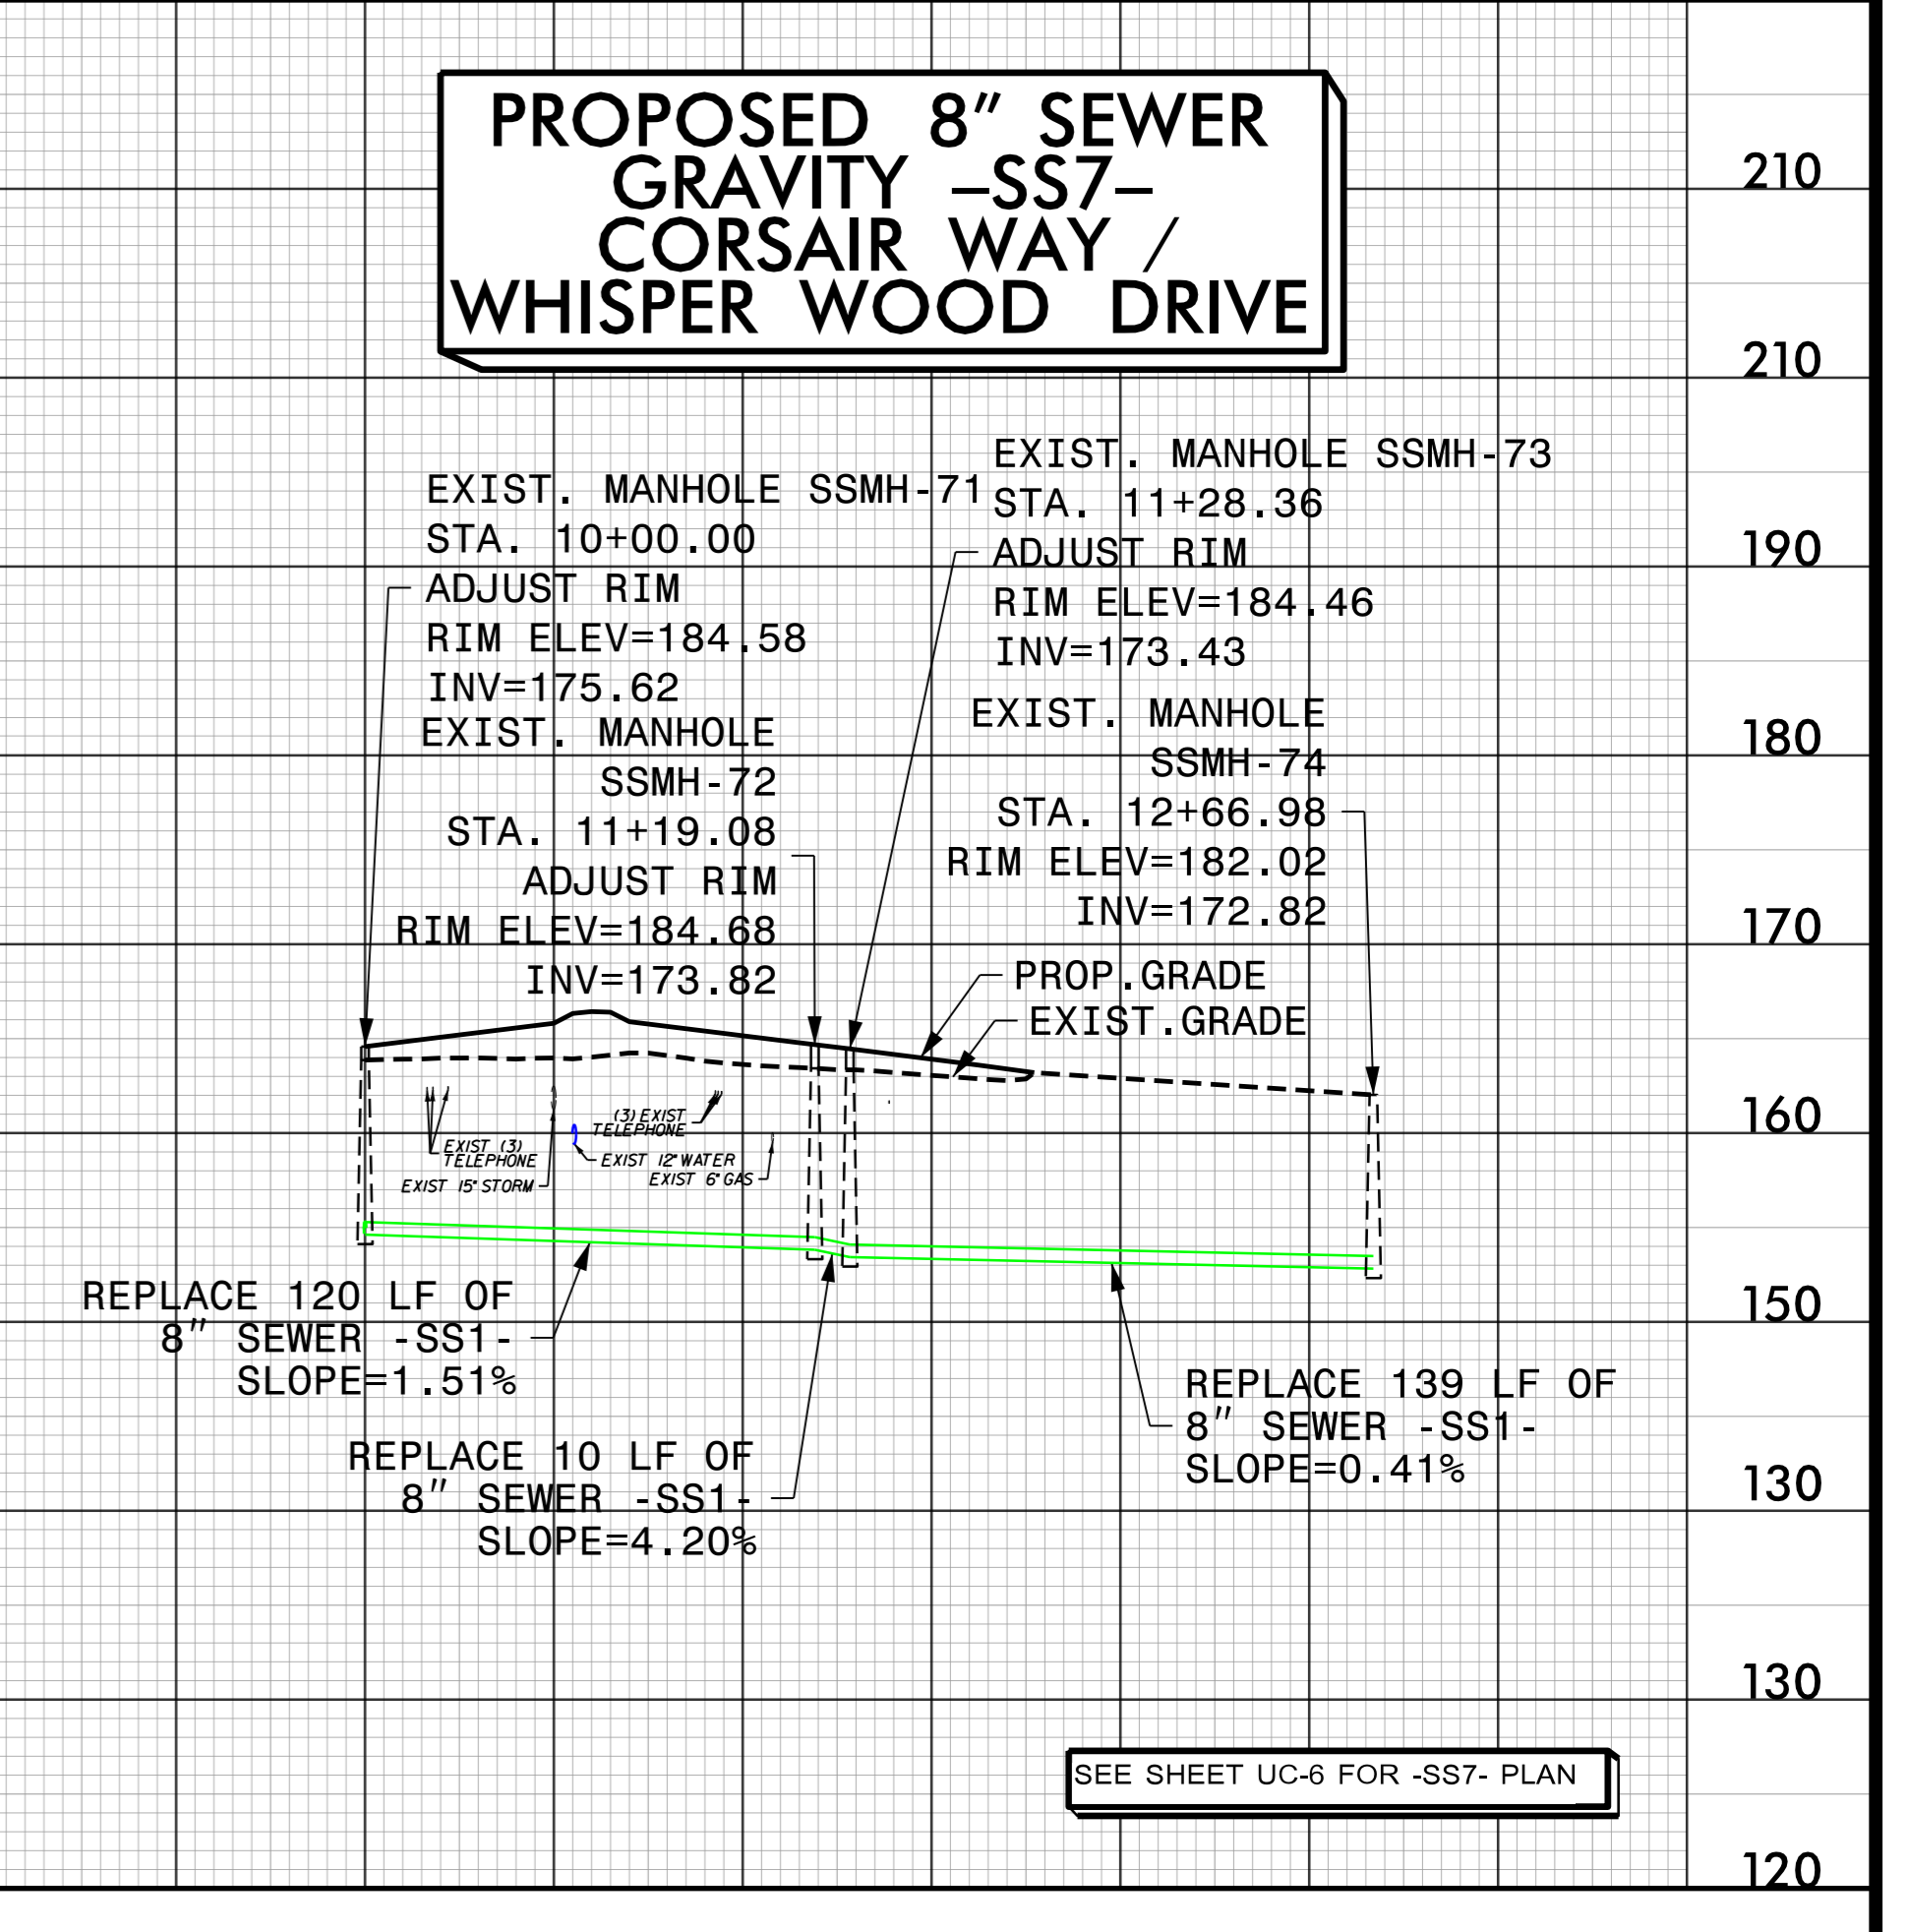 PROPOSED 8" SEWER
GRAVITY -SS7-
CORSAIR WAY /
WHISPER WOOD DRIVE
EXIST. MANHOLE SSMH-71
STA. 10+00.00
ADJUST RIM
RIM ELEV=184.58
INV=175.62
EXIST. MANHOLE
SSMH-72
STA. 11+19.08
ADJUST RIM
RIM ELEV=184.68
INV=173.82
EXIST. MANHOLE SSMH-73
STA. 11+28.36
ADJUST RIM
RIM ELEV=184.46
INV=173.43
EXIST. MANHOLE
SSMH-74
STA. 12+66.98
RIM ELEV=182.02
INV=172.82
PROP.GRADE
EXIST.GRADE
(3) EXIST
TELEPHONE
EXIST (3)
TELEPHONE
EXIST 12" WATER
EXIST 6" GAS
EXIST 15" STORM
REPLACE 120 LF OF
8" SEWER -SS1-
SLOPE=1.51%
REPLACE 10 LF OF
8" SEWER -SS1-
SLOPE=4.20%
REPLACE 139 LF OF
8" SEWER -SS1-
SLOPE=0.41%
SEE SHEET UC-6 FOR -SS7- PLAN
210
210
190
180
170
160
150
130
130
120